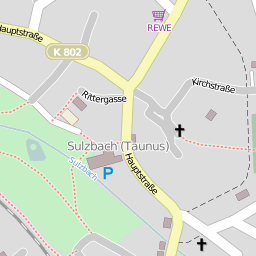 REWE
Hauptstraße
K 802
Kirchstraße
Rittergasse
Sulzbach (Taunus)
Sulzbach
P
Hauptstraße